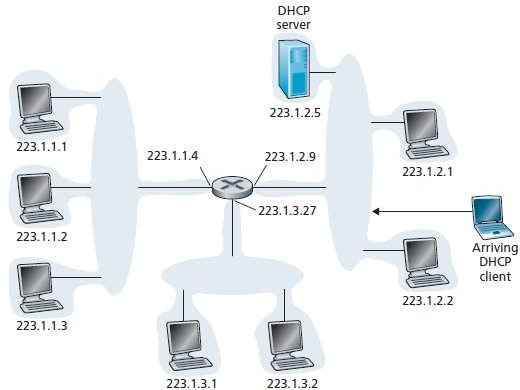 DHCP
server
223.1.2.5
223.1.1.1
223.1.1.4
223.1.2.9
223.1.2.1
223.1.3.27
223.1.1.2
Arriving
DHCP
client
223.1.2.2
223.1.1.3
223.1.3.1
223.1.3.2